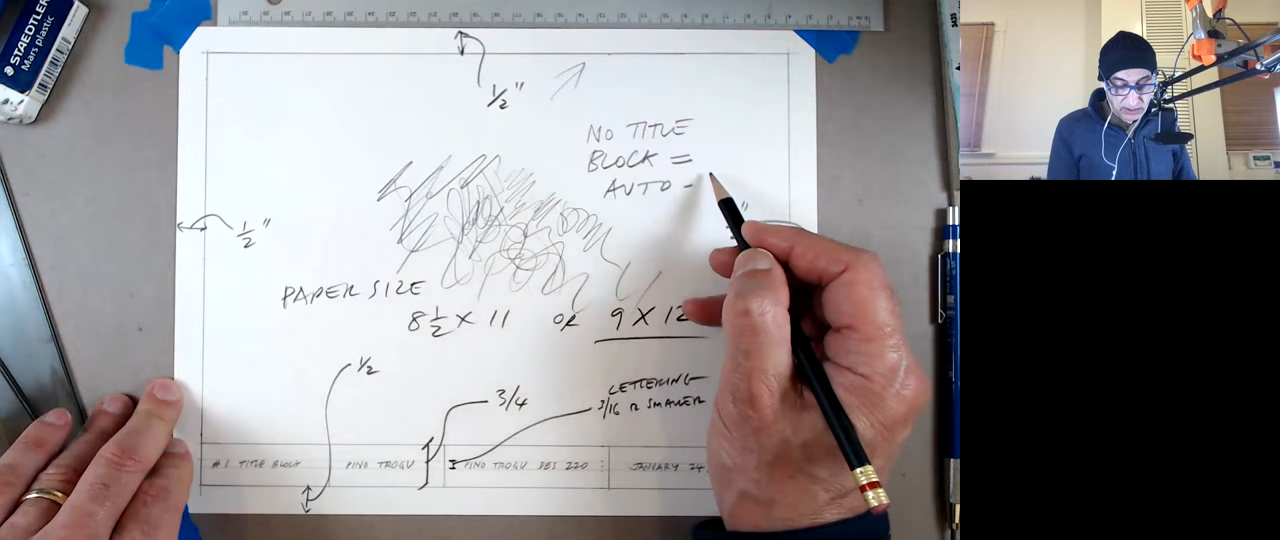 STAEDTLER
Mars plastic
1/2"
NO TITLE
BLOCK =
AUTO -
1/2"
PAPER SIZE
8 1/2 X 11 OR 9 X 12
1/2
3/4
LETTERING
3/16 R SMALLER
#1 TITLE BLOCK PINO TROGU PINO TROGU DES 220 JANUARY 24